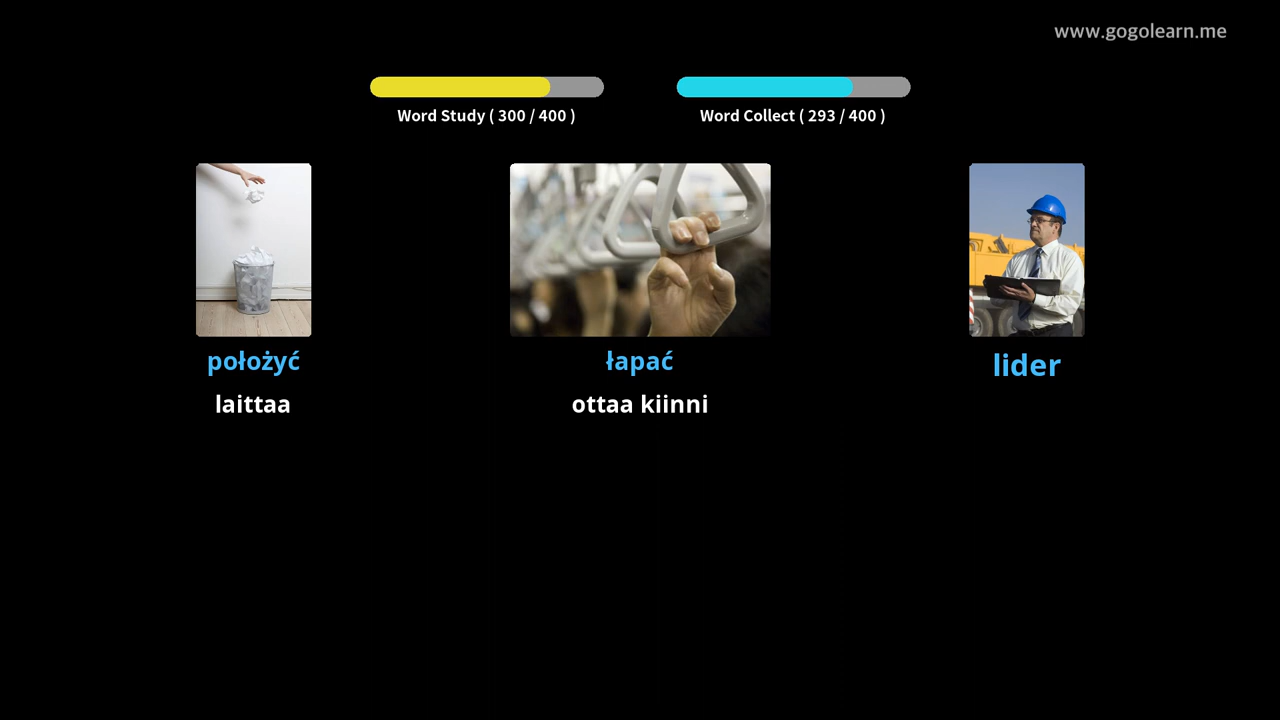 www.gogolearn.me
Word Study ( 300 / 400 )
Word Collect ( 293 / 400 )
położyć
łapać
lider
laittaa
ottaa kiinni